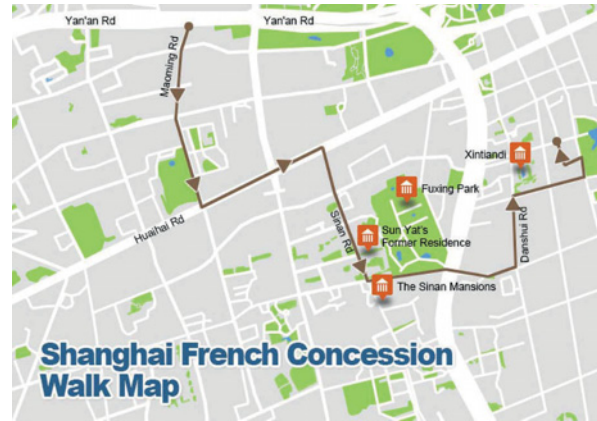 Yan'an Rd
Yan'an Rd
Maoming Rd
Xintiandi
Fuxing Park
Huaihai Rd
Sinan Rd
Sun Yat's
Former Residence
Danshui Rd
The Sinan Mansions
Shanghai French Concession
Walk Map